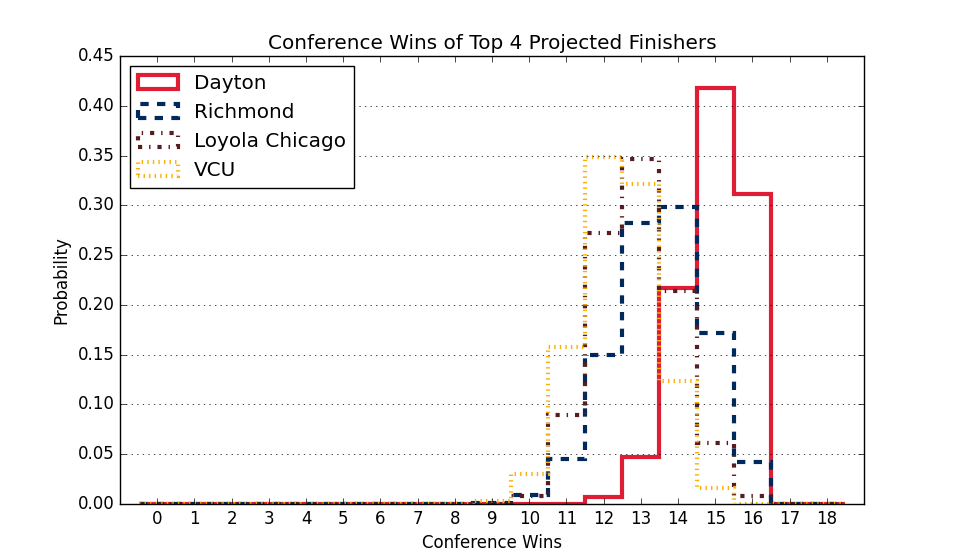 Conference Wins of Top 4 Projected Finishers
0.45
0.40
0.35
0.30
0.25
0.20
0.15
0.10
0.05
0.00
Probability
Dayton
Richmond
Loyola Chicago
VCU
0 1 2 3 4 5 6 7 8 9 10 11 12 13 14 15 16 17 18
Conference Wins